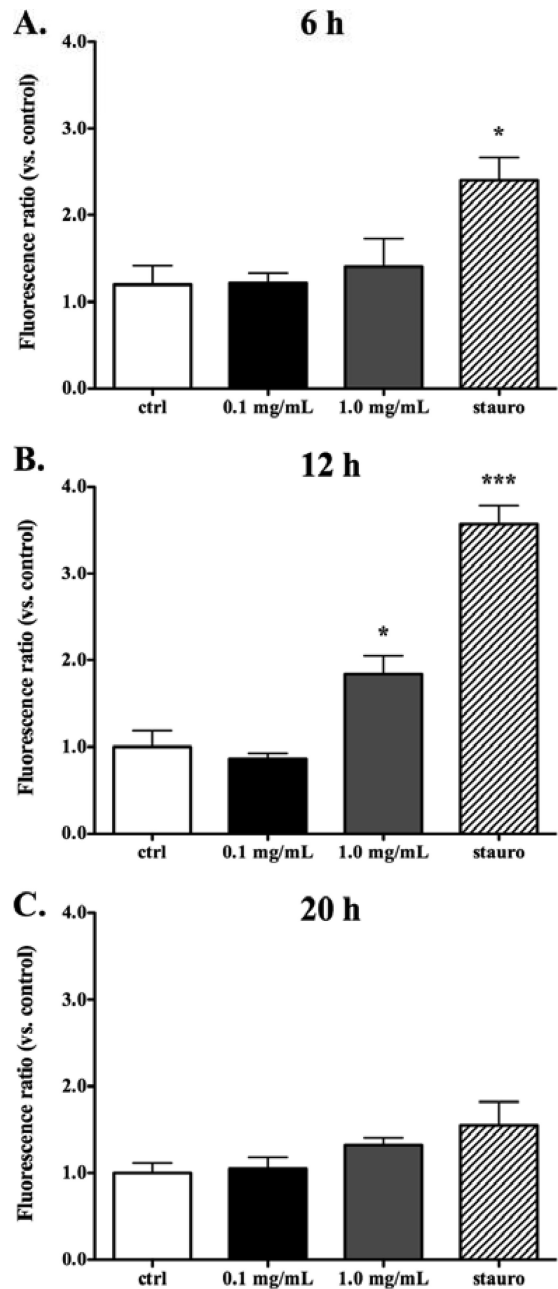 A. 6 h
Fluorescence ratio (vs. control)
4.0
3.0
2.0
1.0
0.0
*
ctrl 0.1 mg/mL 1.0 mg/mL stauro
B. 12 h
Fluorescence ratio (vs. control)
4.0
3.0
2.0
1.0
0.0
***
*
ctrl 0.1 mg/mL 1.0 mg/mL stauro
C. 20 h
Fluorescence ratio (vs. control)
4.0
3.0
2.0
1.0
0.0
ctrl 0.1 mg/mL 1.0 mg/mL stauro